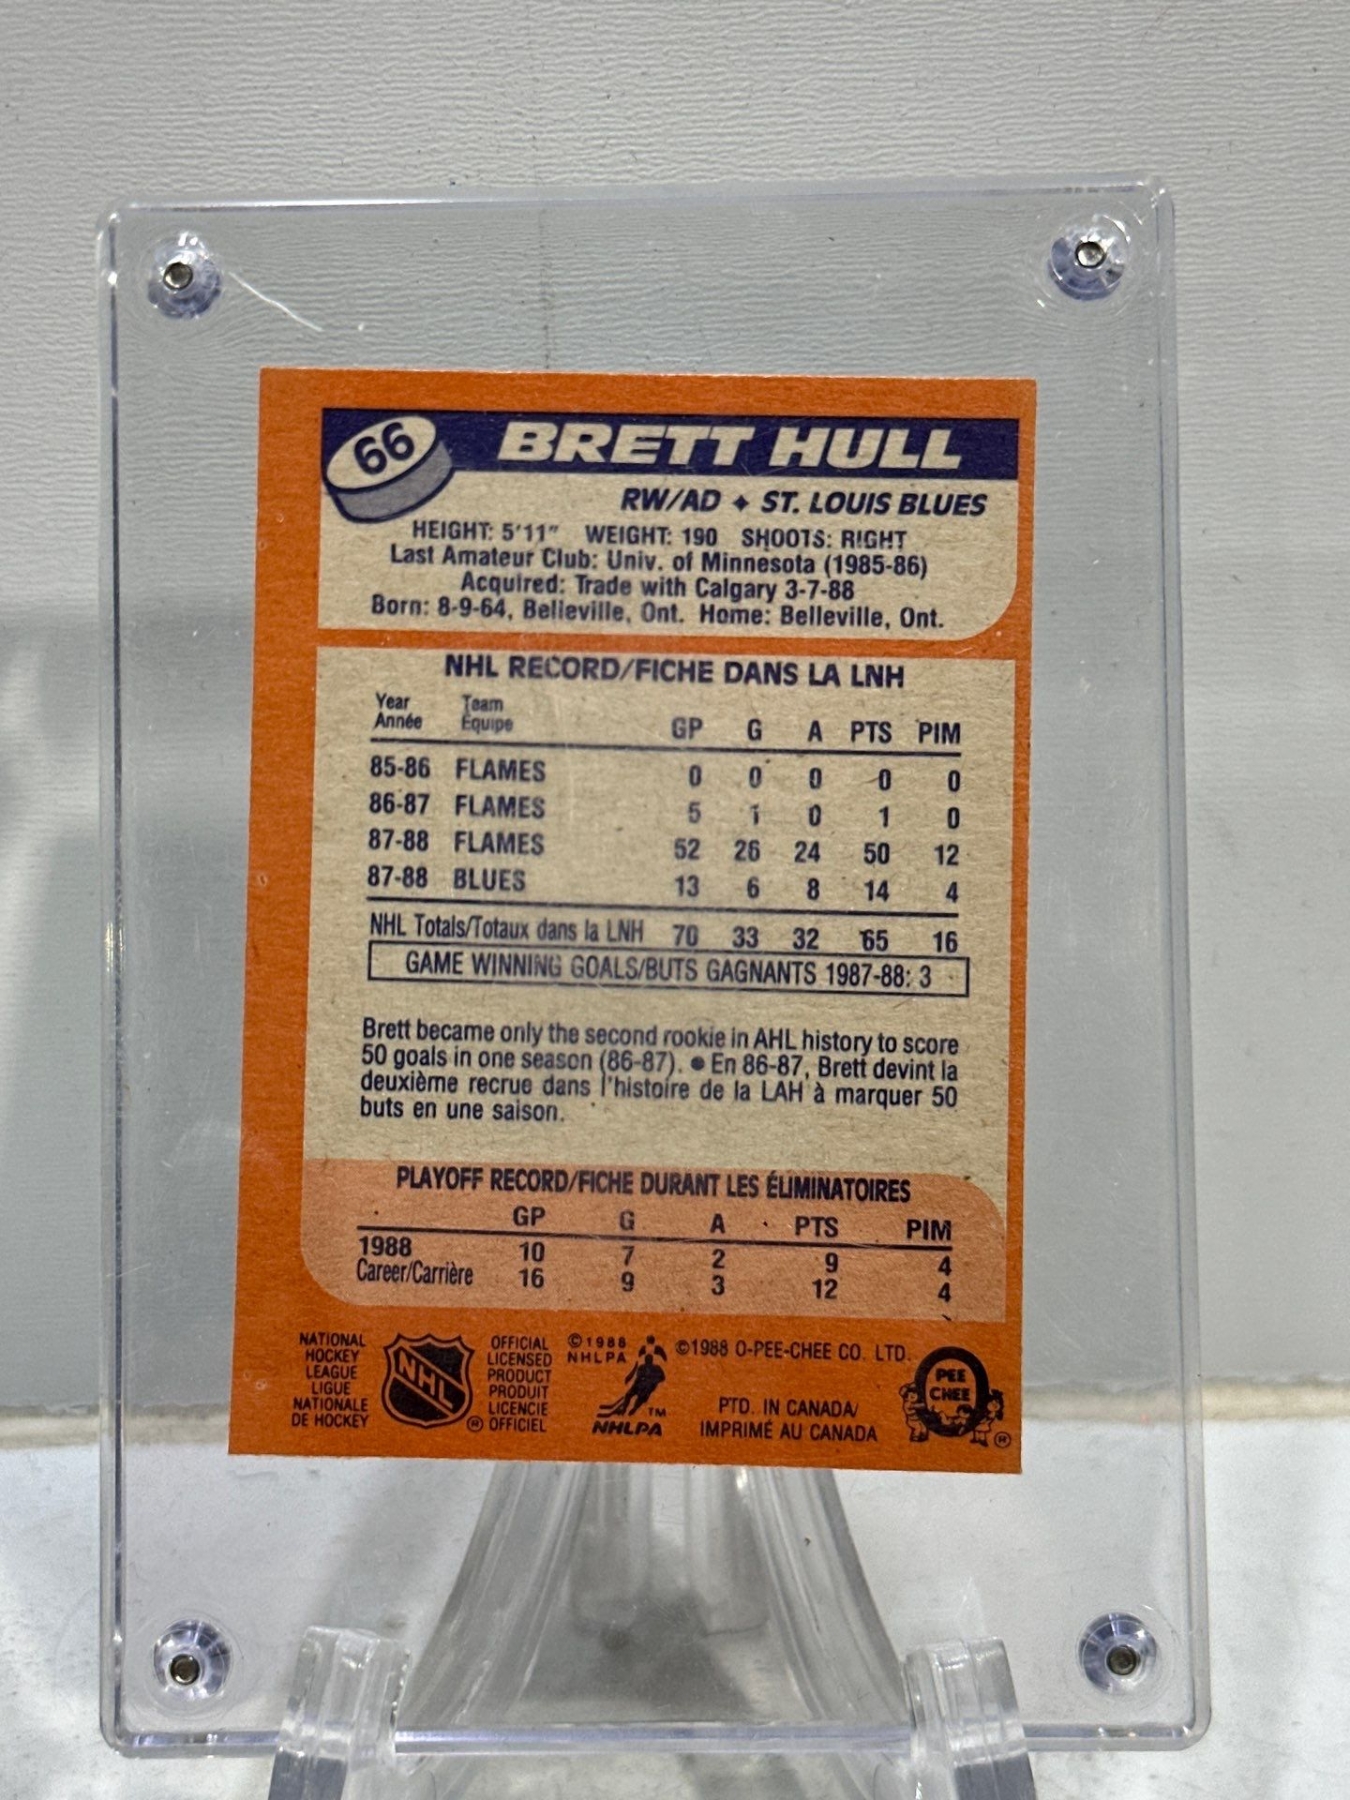 66
BRETT HULL
RW/AD ✦ ST. LOUIS BLUES
HEIGHT: 5'11" WEIGHT: 190 SHOOTS: RIGHT
Last Amateur Club: Univ. of Minnesota (1985-86)
Acquired: Trade with Calgary 3-7-88
Born: 8-9-64, Belleville, Ont. Home: Belleville, Ont.
NHL RECORD/FICHE DANS LA LNH
Year Team
Année Équipe GP G A PTS PIM
85-86 FLAMES 0 0 0 0 0
86-87 FLAMES 5 1 0 1 0
87-88 FLAMES 52 26 24 50 12
87-88 BLUES 13 6 8 14 4
NHL Totals/Totaux dans la LNH 70 33 32 65 16
GAME WINNING GOALS/BUTS GAGNANTS 1987-88: 3
Brett became only the second rookie in AHL history to score
50 goals in one season (86-87). ● En 86-87, Brett devint la
deuxième recrue dans l'histoire de la LAH à marquer 50
buts en une saison.
PLAYOFF RECORD/FICHE DURANT LES ÉLIMINATOIRES
GP G A PTS PIM
1988 10 7 2 9 4
Career/Carrière 16 9 3 12 4
NATIONAL
HOCKEY
LEAGUE
LIGUE
NATIONALE
DE HOCKEY
NHL
®
OFFICIAL
LICENSED
PRODUCT
PRODUIT
LICENCIE
OFFICIEL
©1988
NHLPA
TM
NHLPA
©1988 O-PEE-CHEE CO. LTD.
PTD. IN CANADA/
IMPRIMÉ AU CANADA
O
PEE
CHEE
®